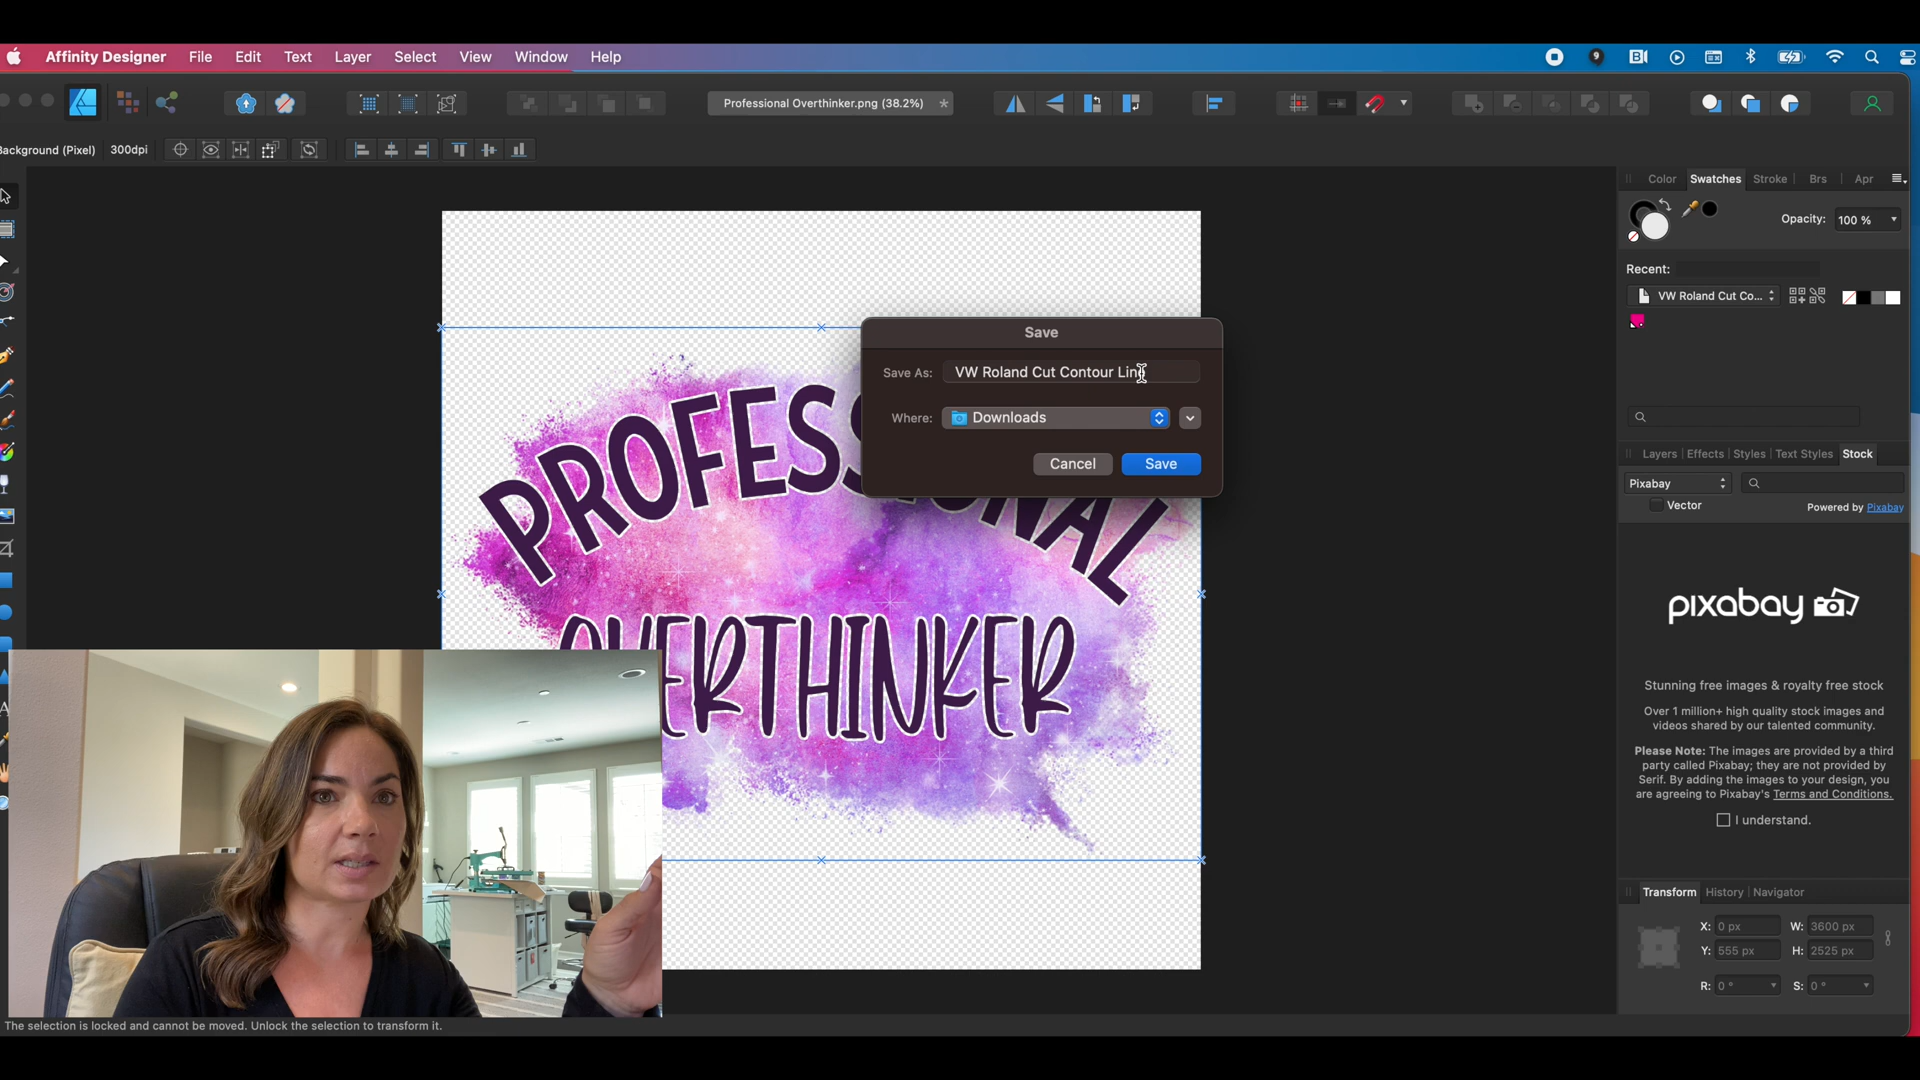 Affinity Designer File Edit Text Layer Select View Window Help
Professional Overthinker.png (38.2%) *
Background (Pixel) 300dpi
Color Swatches Stroke Brs Apr
Opacity: 100 %
Recent:
VW Roland Cut Co...
Save
Save As: VW Roland Cut Contour Line
Where: Downloads
Cancel Save
PROFESSIONAL
OVERTHINKER
Layers Effects Styles Text Styles Stock
Pixabay
Vector Powered by Pixabay
pixabay
Stunning free images & royalty free stock
Over 1 million+ high quality stock images and
videos shared by our talented community.
Please Note: The images are provided by a third
party called Pixabay; they are not provided by
Serif. By adding the images to your design, you
are agreeing to Pixabay's Terms and Conditions.
I understand.
Transform History Navigator
X: 0 px W: 3600 px
Y: 555 px H: 2525 px
R: 0 ° S: 0 °
The selection is locked and cannot be moved. Unlock the selection to transform it.